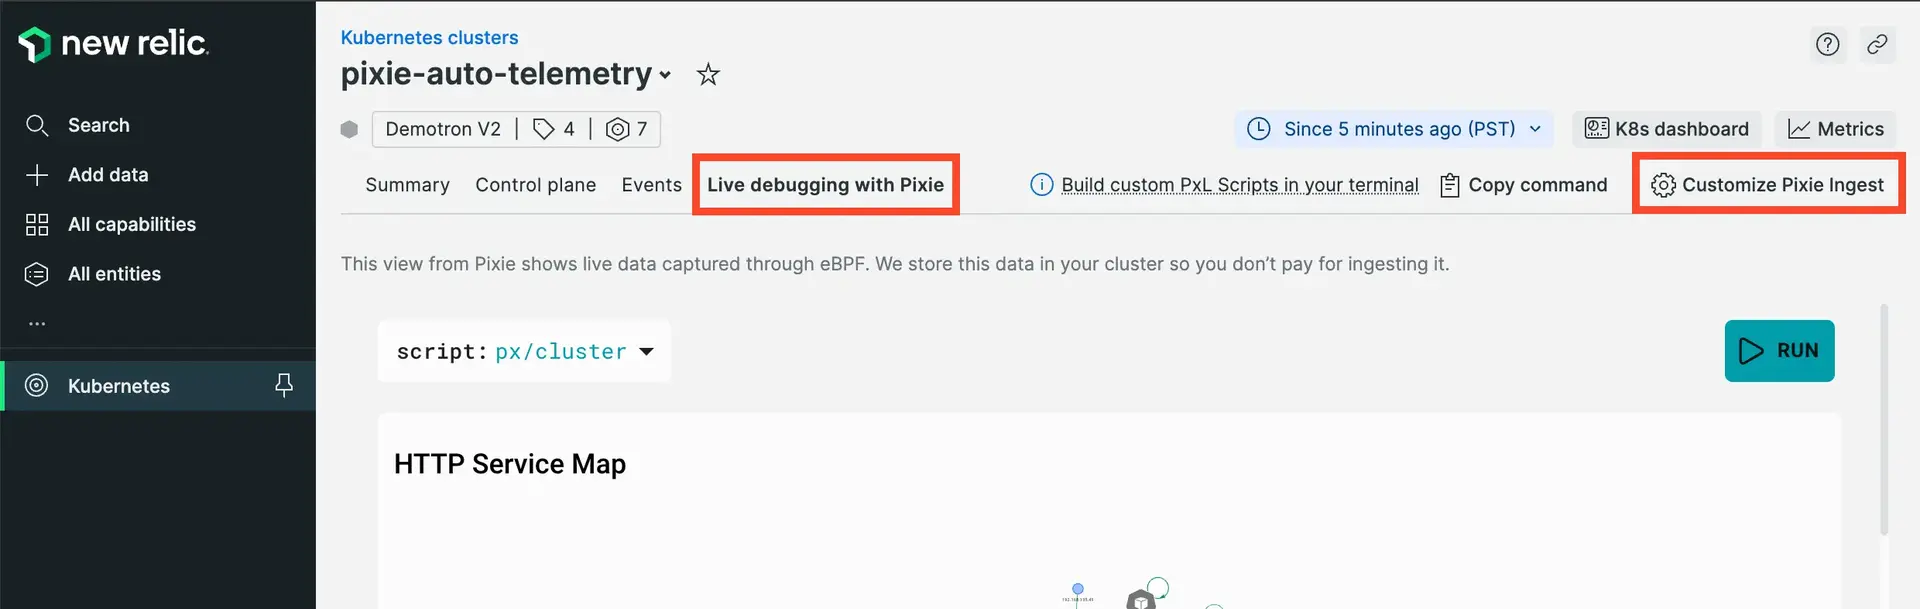 new relic.
Search
Add data
All capabilities
All entities
...
Kubernetes
Kubernetes clusters
pixie-auto-telemetry
Demotron V2 | 4 | 7
Since 5 minutes ago (PST)
K8s dashboard
Metrics
Summary
Control plane
Events
Live debugging with Pixie
Build custom PxL Scripts in your terminal
Copy command
Customize Pixie Ingest
This view from Pixie shows live data captured through eBPF. We store this data in your cluster so you don’t pay for ingesting it.
script: px/cluster
RUN
HTTP Service Map